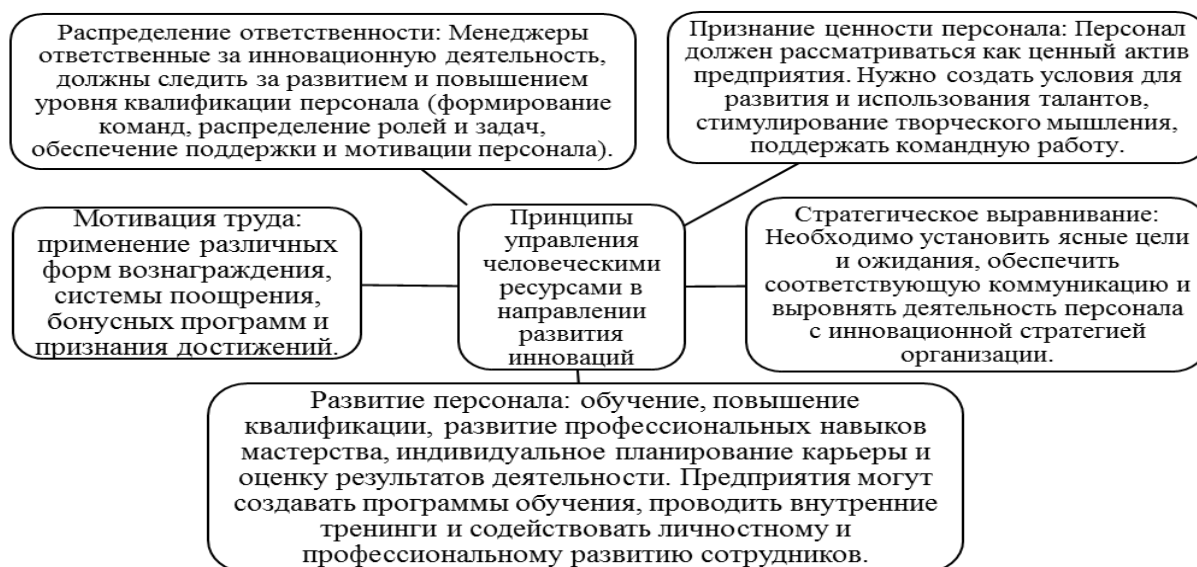 Распределение ответственности: Менеджеры
ответственные за инновационную деятельность,
должны следить за развитием и повышением
уровня квалификации персонала (формирование
команд, распределение ролей и задач,
обеспечение поддержки и мотивации персонала).
Признание ценности персонала: Персонал
должен рассматриваться как ценный актив
предприятия. Нужно создать условия для
развития и использования талантов,
стимулирование творческого мышления,
поддержать командную работу.
Мотивация труда:
применение различных
форм вознаграждения,
системы поощрения,
бонусных программ и
признания достижений.
Принципы
управления
человеческими
ресурсами в
направлении
развития
инноваций
Стратегическое выравнивание:
Необходимо установить ясные цели
и ожидания, обеспечить
соответствующую коммуникацию и
выровнять деятельность персонала
с инновационной стратегией
организации.
Развитие персонала: обучение, повышение
квалификации, развитие профессиональных навыков
мастерства, индивидуальное планирование карьеры и
оценку результатов деятельности. Предприятия могут
создавать программы обучения, проводить внутренние
тренинги и содействовать личностному и
профессиональному развитию сотрудников.